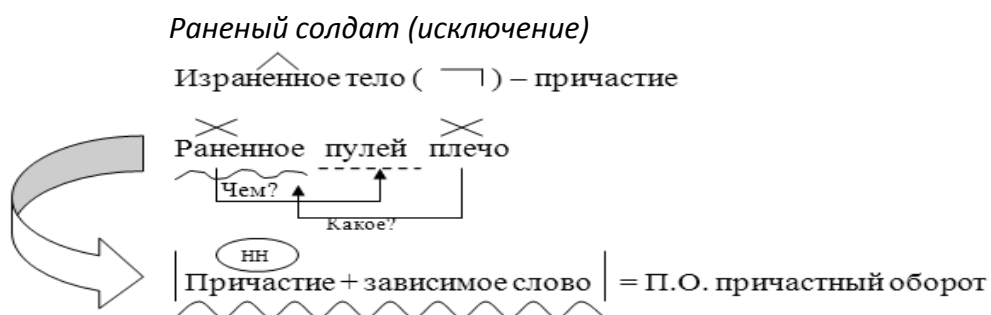 Раненый солдат (исключение)
Израненное тело ( ) – причастие
Раненное пулей плечо
Чем?
Какое?
нн
Причастие + зависимое слово = П.О. причастный оборот